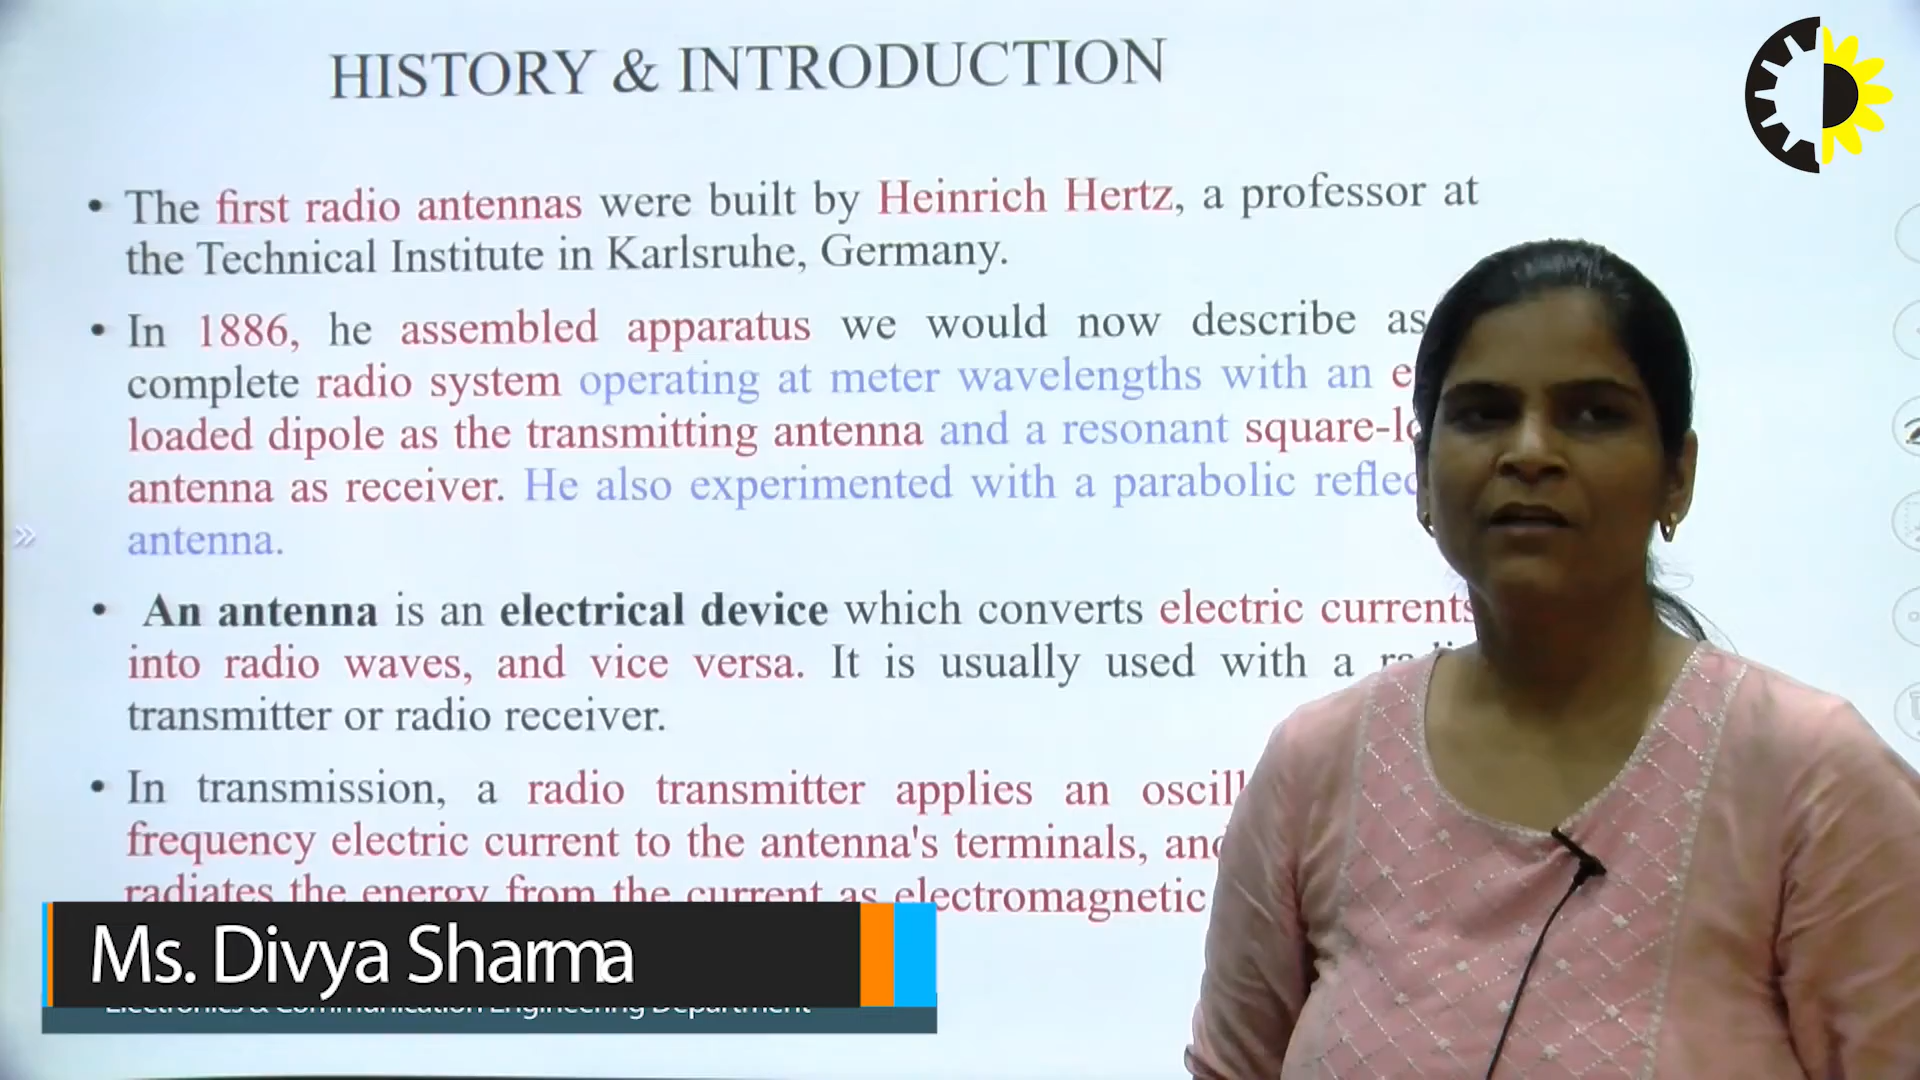 HISTORY & INTRODUCTION
• The first radio antennas were built by Heinrich Hertz, a professor at
the Technical Institute in Karlsruhe, Germany.
• In 1886, he assembled apparatus we would now describe as
complete radio system operating at meter wavelengths with an
loaded dipole as the transmitting antenna and a resonant
antenna as receiver. He also experimented with a parabolic
antenna.
• An antenna is an electrical device which converts electric currents
into radio waves, and vice versa. It is usually used with a
transmitter or radio receiver.
• In transmission, a radio transmitter applies an
frequency electric current to the antenna's terminals,
radiates the energy from the current as electromagnetic
Ms. Divya Sharma
Electronics & Communication Engineering Department